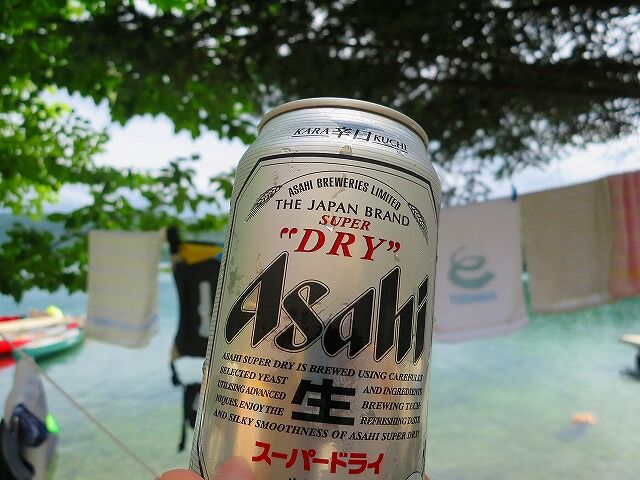 KARA 辛口 KUCHI
ASAHI BREWERIES LIMITED
THE JAPAN BRAND
SUPER
"DRY"
Asahi
ASAHI SUPER DRY IS BREWED USING CAREFULLY
SELECTED YEAST AND INGREDIENTS
UTILISING ADVANCED BREWING TECH-
NIQUES. ENJOY THE REFRESHING TASTE
生
AND SILKY SMOOTHNESS OF ASAHI SUPER DRY
スーパードライ